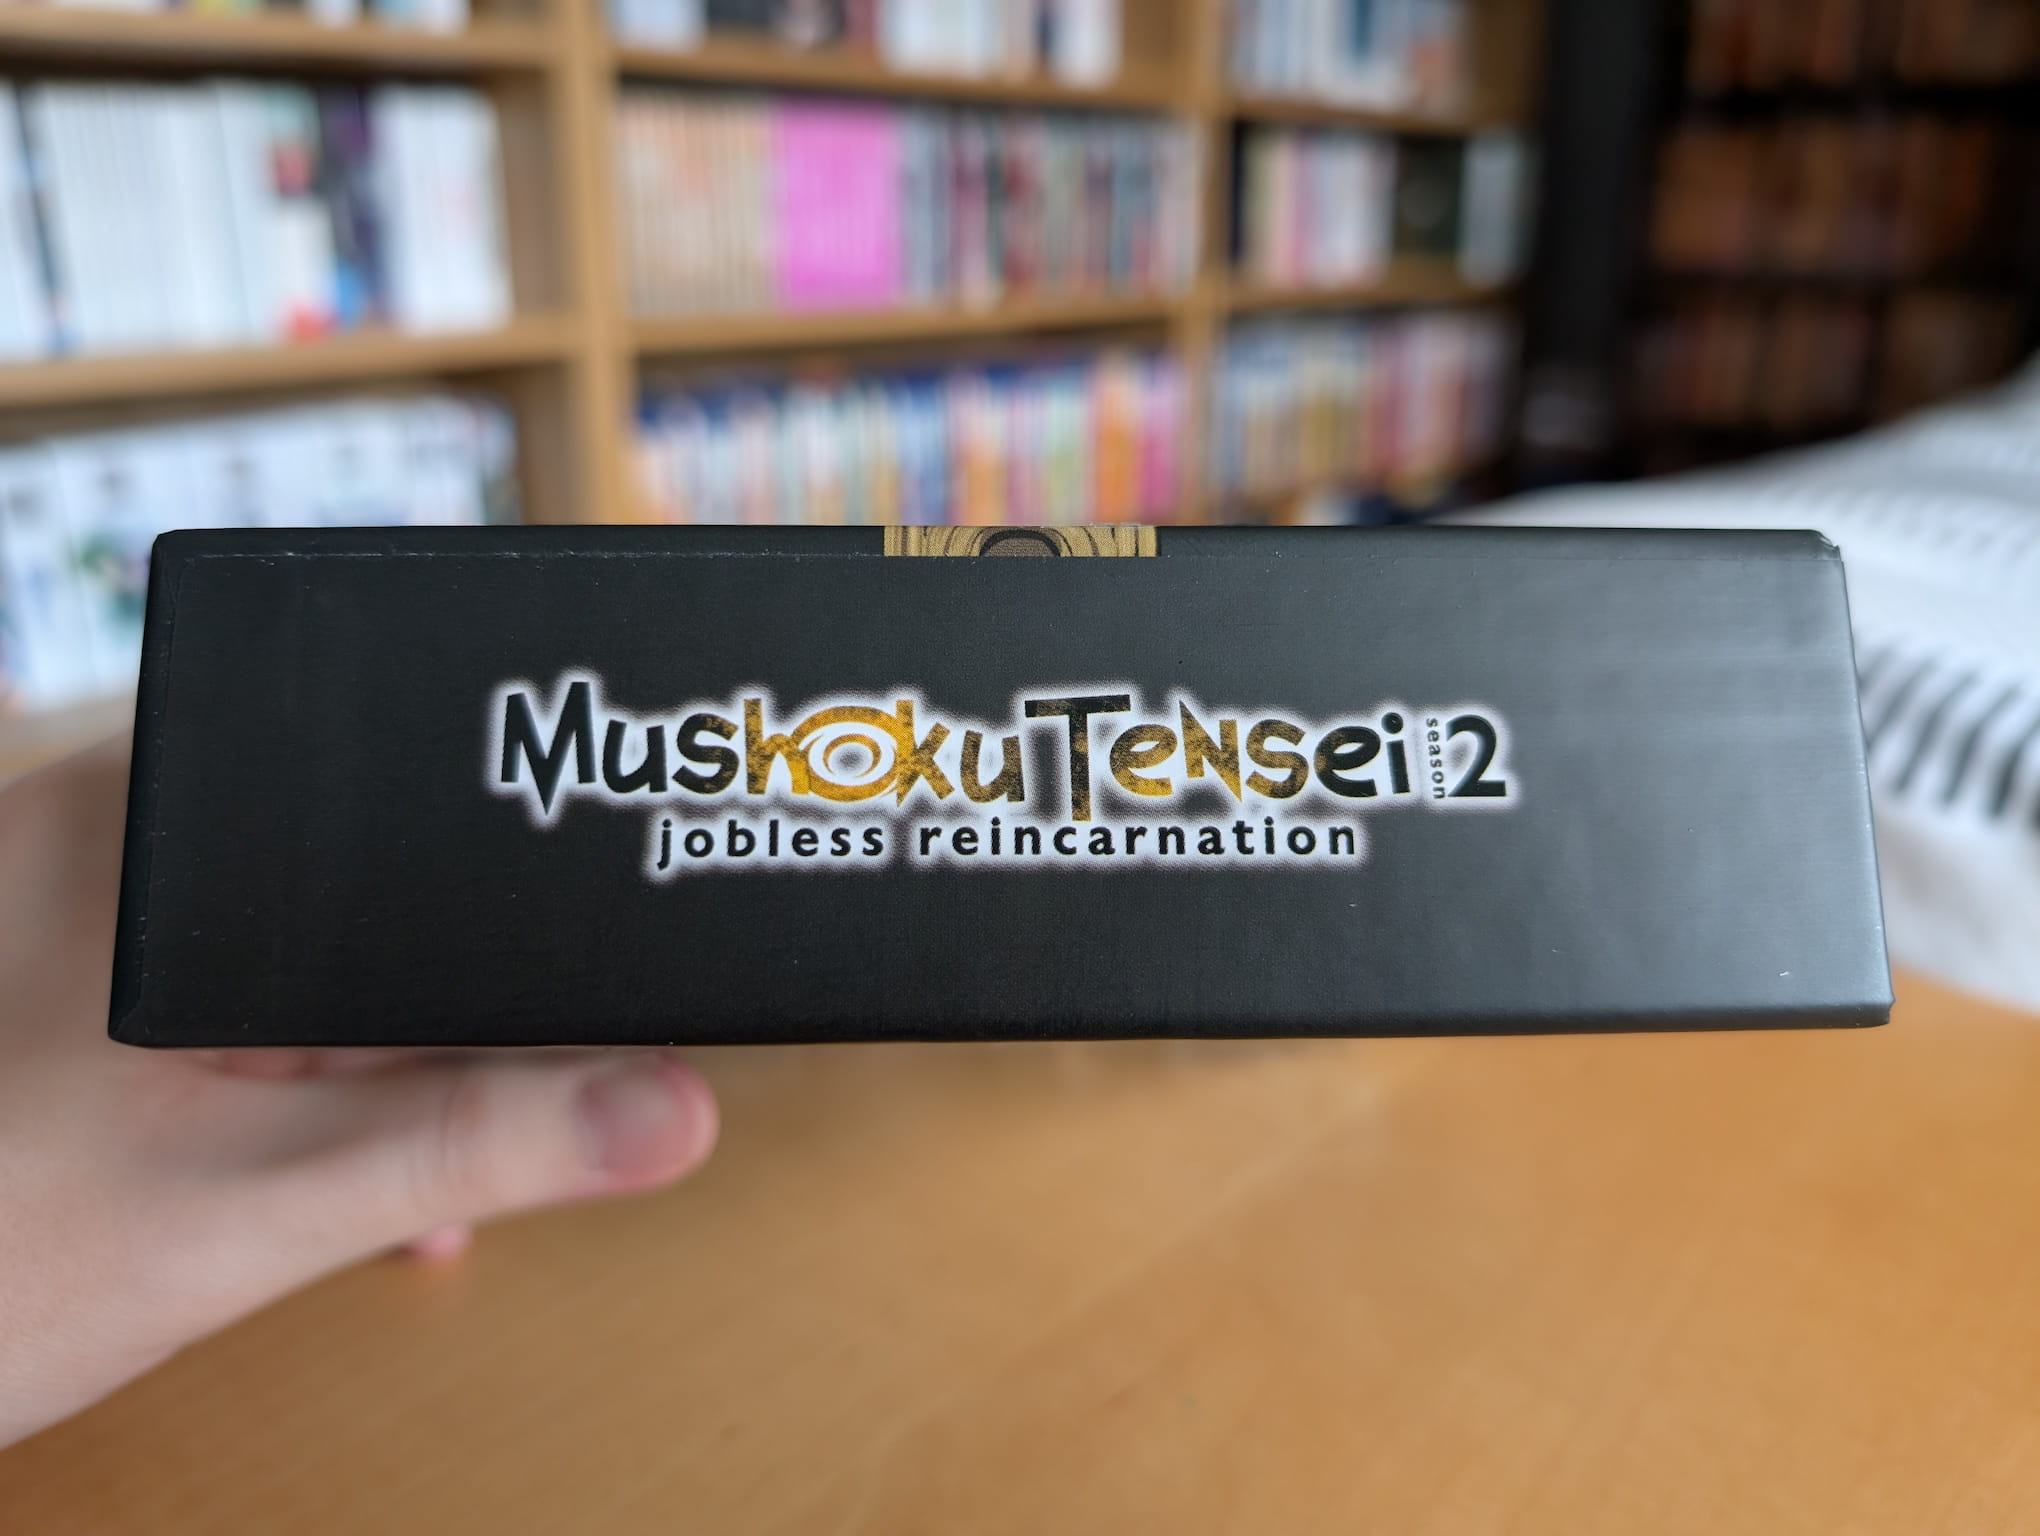 Mushoku Tensei season 2
jobless reincarnation